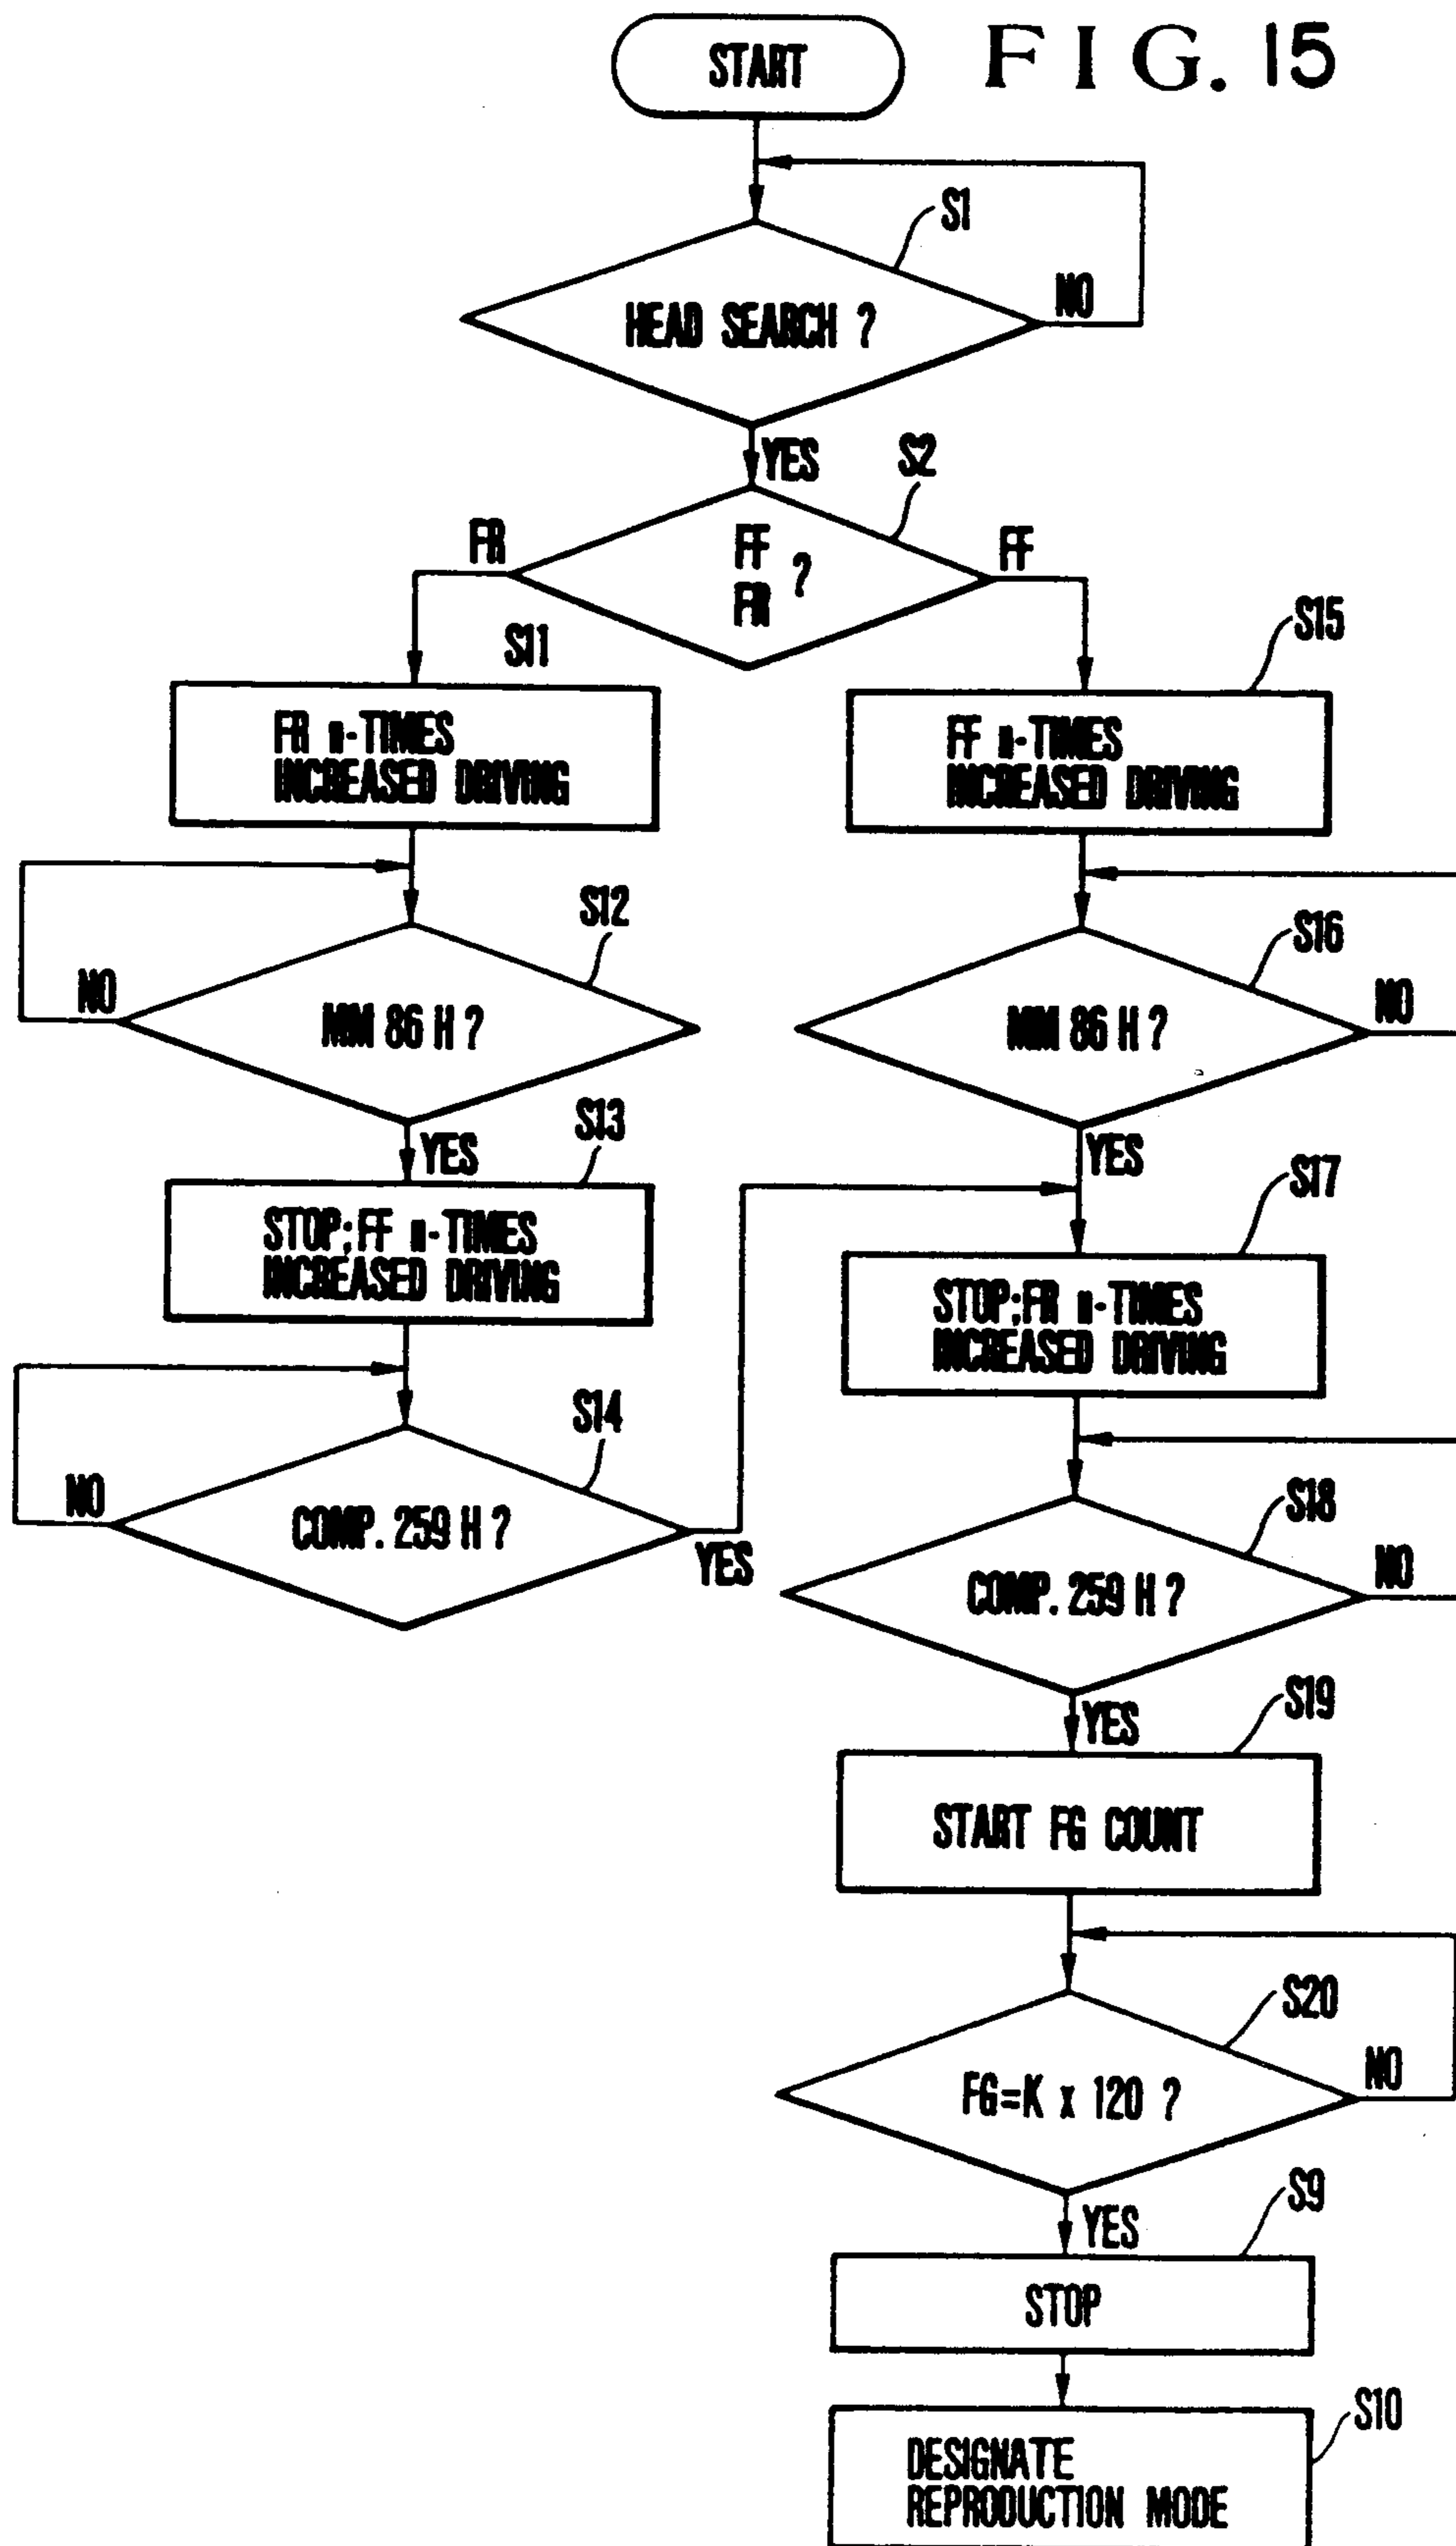 FIG. 15
START
S1
HEAD SEARCH ?
NO
YES
S2
FR
FF
FR
?
FF
S11
FR n-TIMES
INCREASED DRIVING
S15
FF n-TIMES
INCREASED DRIVING
S12
NO
MM 86 H ?
YES
S16
MM 86 H ?
NO
YES
S13
STOP;FF n-TIMES
INCREASED DRIVING
S17
STOP;FR n-TIMES
INCREASED DRIVING
S14
NO
COMP. 259 H ?
YES
S18
COMP. 259 H ?
NO
YES
S19
START FG COUNT
S20
FG=K x 120 ?
NO
YES
S9
STOP
S10
DESIGNATE
REPRODUCTION MODE